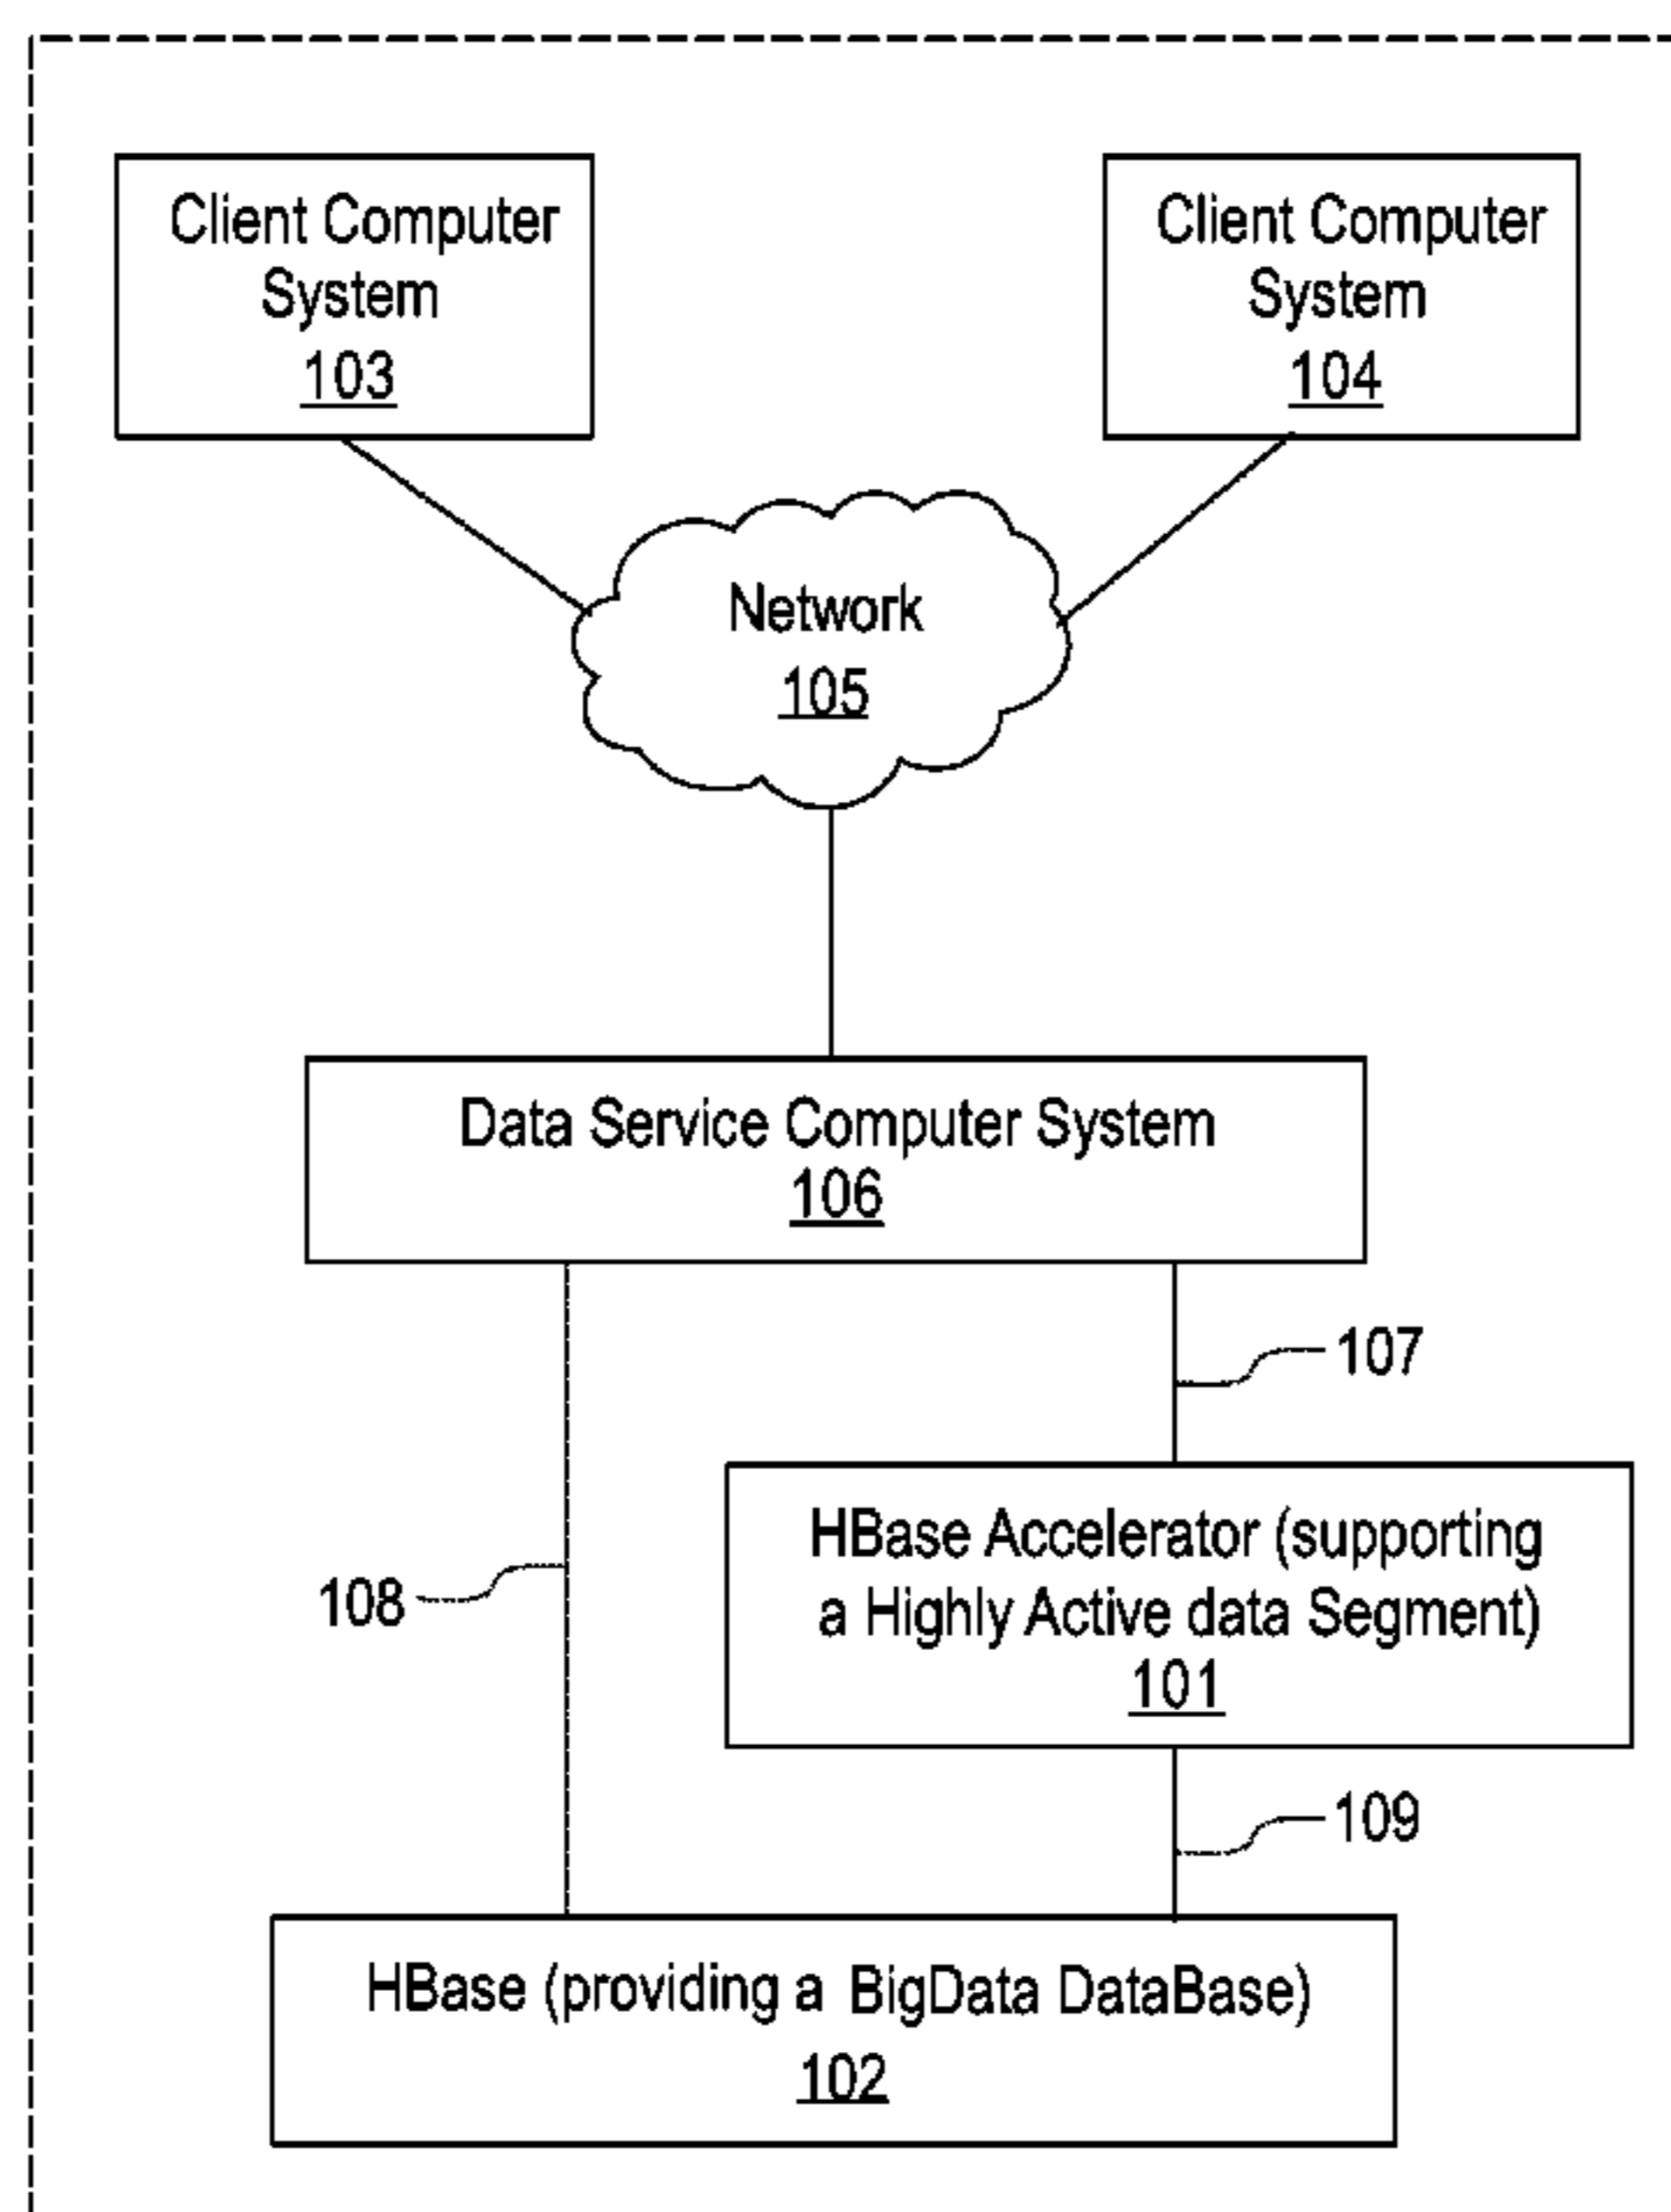 Client Computer
System
103
Client Computer
System
104
Network
105
Data Service Computer System
106
107
HBase Accelerator (supporting
a Highly Active data Segment)
101
108
109
HBase (providing a BigData DataBase)
102